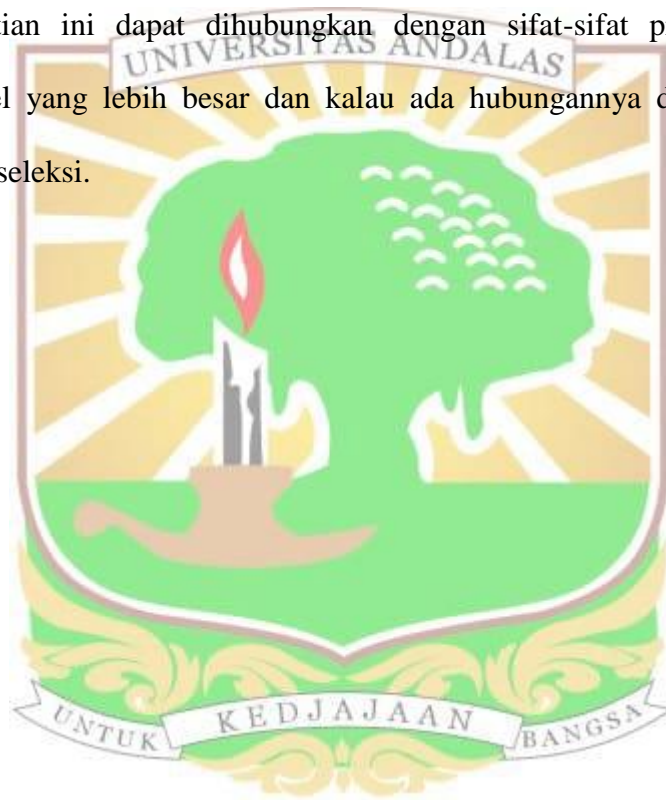 ini dapat dihubungkan dengan sifat-sifat
UNIVERSITAS ANDALAS
yang lebih besar dan kalau ada hubungannya
seleksi.
UNTUK KEDJAJAAN BANGSA